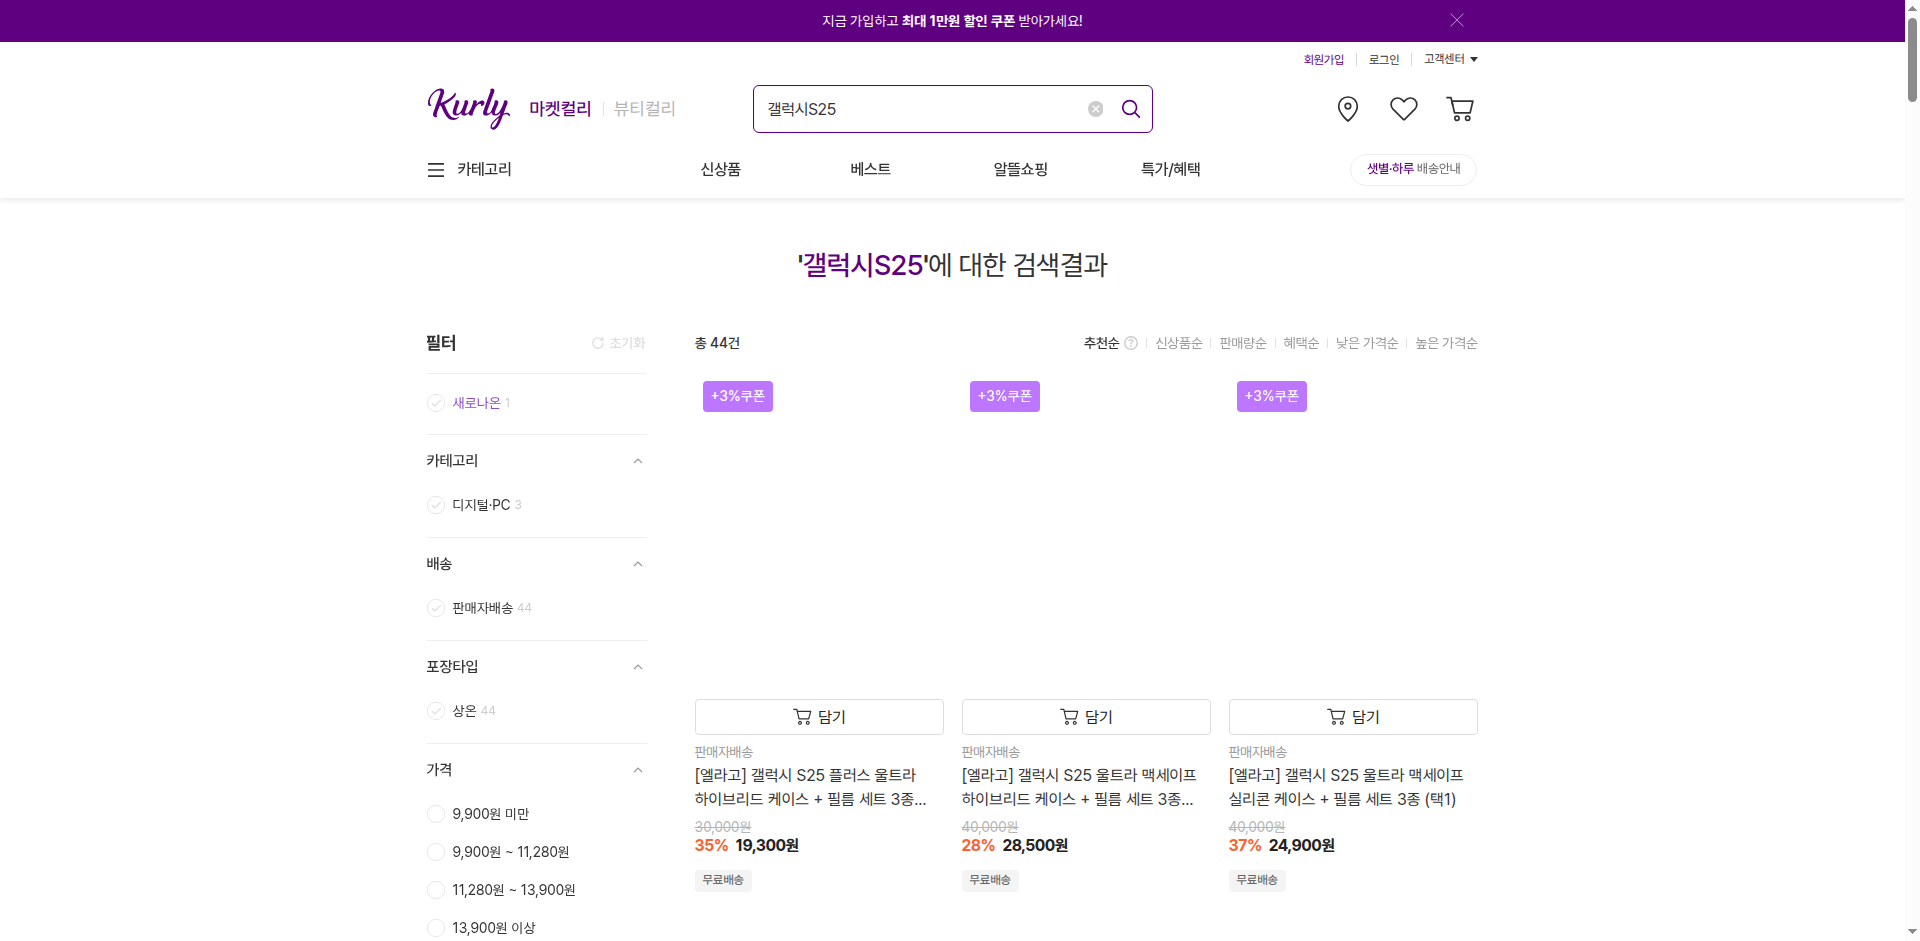 지금 가입하고 최대 1만원 할인 쿠폰 받아가세요!
회원가입 로그인 고객센터
Kurly 마켓컬리 뷰티컬리
갤럭시S25
카테고리 신상품 베스트 알뜰쇼핑 특가/혜택 샛별·하루 배송안내
'갤럭시S25'에 대한 검색결과
필터 초기화
총 44건 추천순 ? 신상품순 판매량순 혜택순 낮은 가격순 높은 가격순
새로나온 1
카테고리
디지털·PC 3
배송
판매자배송 44
포장타입
상온 44
가격
9,900원 미만
9,900원 ~ 11,280원
11,280원 ~ 13,900원
13,900원 이상
+3%쿠폰
담기
판매자배송
[엘라고] 갤럭시 S25 플러스 울트라
하이브리드 케이스 + 필름 세트 3종...
30,000원
35% 19,300원
무료배송
+3%쿠폰
담기
판매자배송
[엘라고] 갤럭시 S25 울트라 맥세이프
하이브리드 케이스 + 필름 세트 3종...
40,000원
28% 28,500원
무료배송
+3%쿠폰
담기
판매자배송
[엘라고] 갤럭시 S25 울트라 맥세이프
실리콘 케이스 + 필름 세트 3종 (택1)
40,000원
37% 24,900원
무료배송